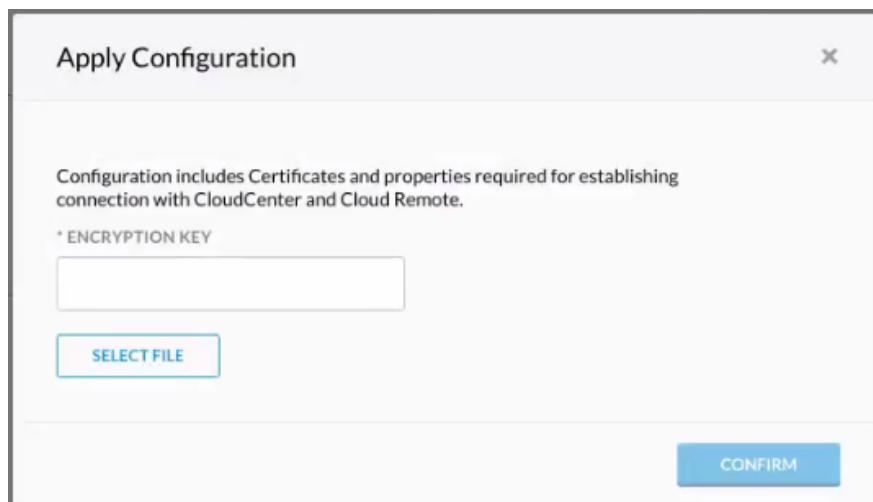 Apply Configuration
Configuration includes Certificates and properties required for establishing
connection with CloudCenter and Cloud Remote.
* ENCRYPTION KEY
SELECT FILE
CONFIRM